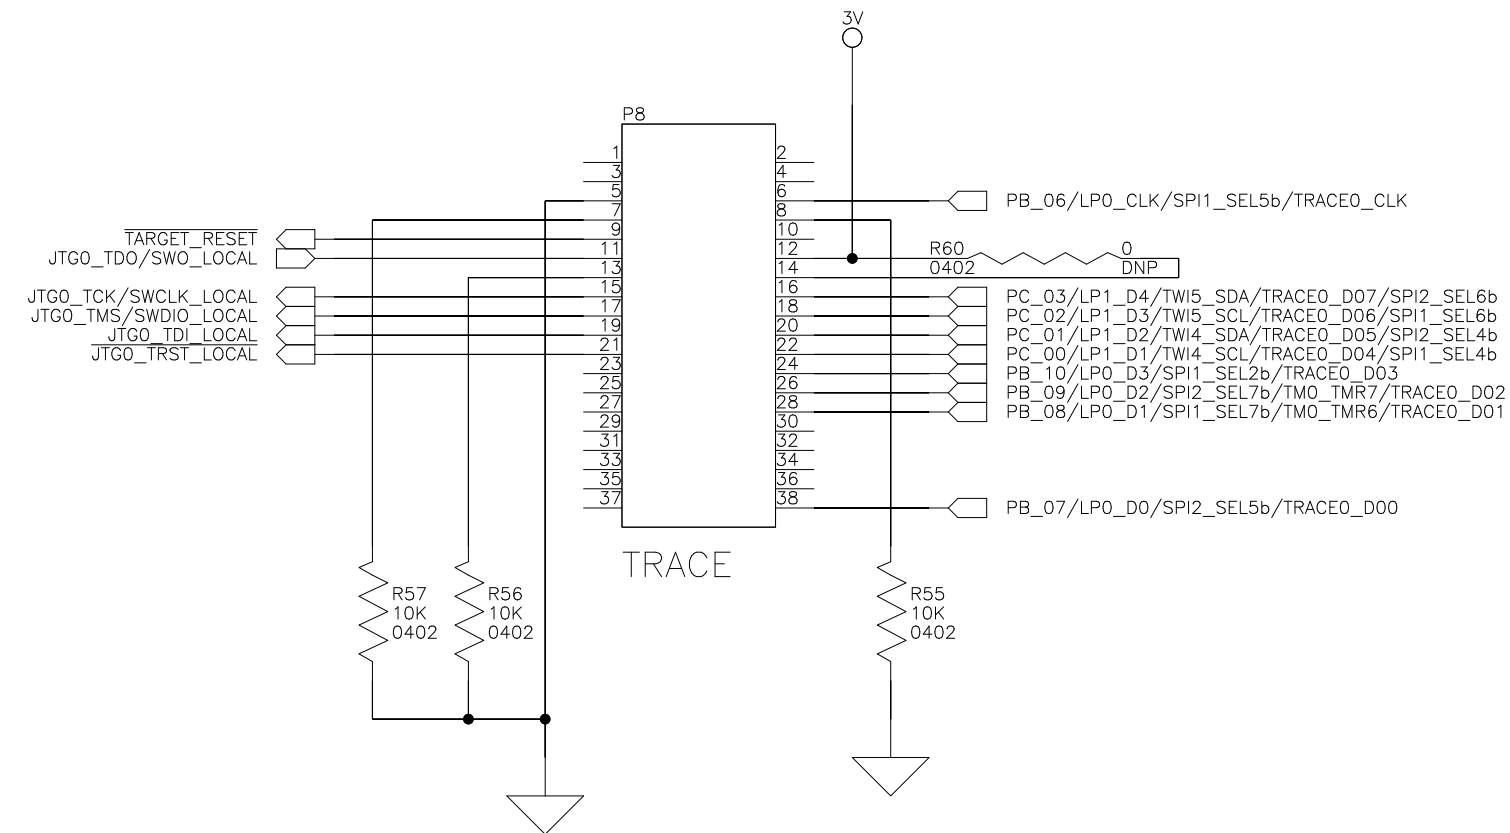 3V
P8
1 2
3 4
5 6
PB_06/LP0_CLK/SPI1_SEL5b/TRACE0_CLK
7 8
TARGET_RESET 9 10
JTG0_TDO/SWO_LOCAL 11 12
R60 0
0402 DNP
13 14
JTG0_TCK/SWCLK_LOCAL 15 16 PC_03/LP1_D4/TWI5_SDA/TRACE0_D07/SPI2_SEL6b
JTG0_TMS/SWDIO_LOCAL 17 18 PC_02/LP1_D3/TWI5_SCL/TRACE0_D06/SPI1_SEL6b
JTG0_TDI_LOCAL 19 20 PC_01/LP1_D2/TWI4_SDA/TRACE0_D05/SPI2_SEL4b
JTG0_TRST_LOCAL 21 22 PC_00/LP1_D1/TWI4_SCL/TRACE0_D04/SPI1_SEL4b
23 24 PB_10/LP0_D3/SPI1_SEL2b/TRACE0_D03
25 26 PB_09/LP0_D2/SPI2_SEL7b/TM0_TMR7/TRACE0_D02
27 28 PB_08/LP0_D1/SPI1_SEL7b/TM0_TMR6/TRACE0_D01
29 30
31 32
33 34
35 36
37 38 PB_07/LP0_D0/SPI2_SEL5b/TRACE0_D00
TRACE
R57
10K
0402
R56
10K
0402
R55
10K
0402